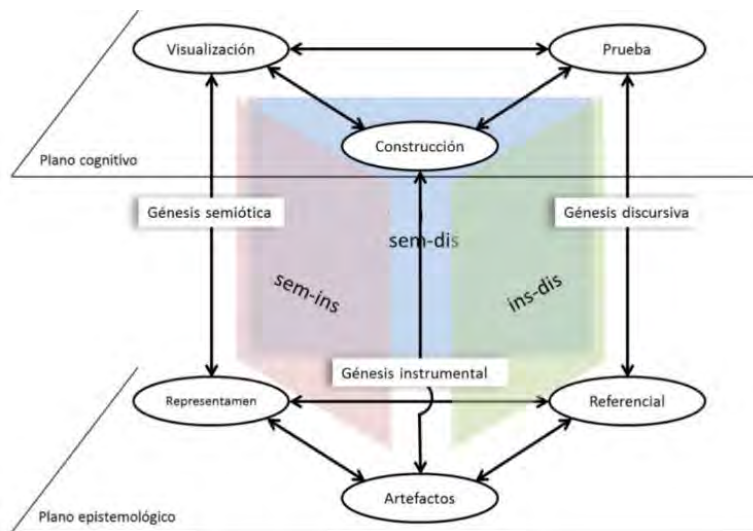 Visualización
Prueba
Construcción
Plano cognitivo
Génesis semiótica
Génesis discursiva
sem-dis
sem-ins
ins-dis
Génesis instrumental
Representamen
Referencial
Artefactos
Plano epistemológico